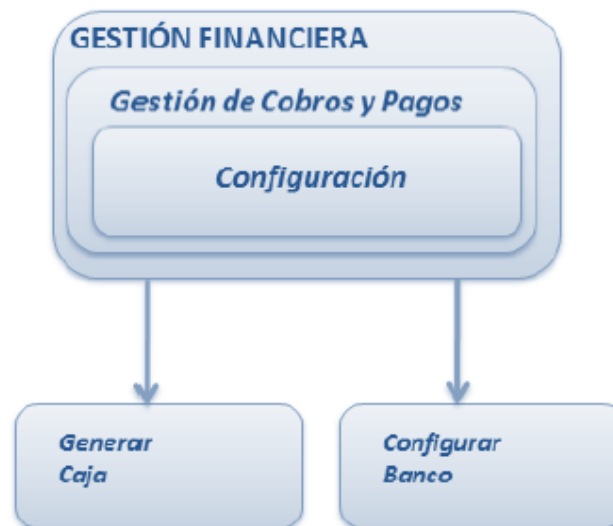 GESTIÓN FINANCIERA
Gestión de Cobros y Pagos
Configuración
Generar
Caja
Configurar
Banco